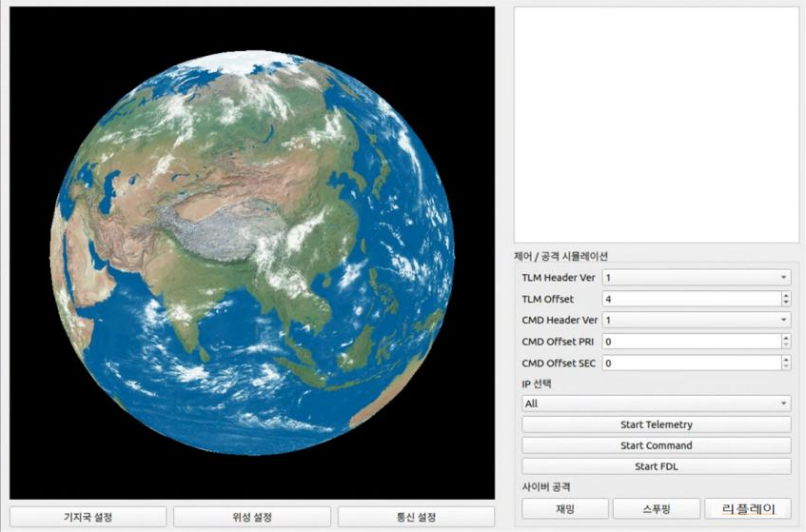 제어 / 공격 시뮬레이션
TLM Header Ver 1
TLM Offset 4
CMD Header Ver 1
CMD Offset PRI 0
CMD Offset SEC 0
IP 선택
All
Start Telemetry
Start Command
Start FDL
사이버 공격
재밍 스푸핑 리플레이
기지국 설정 위성 설정 통신 설정